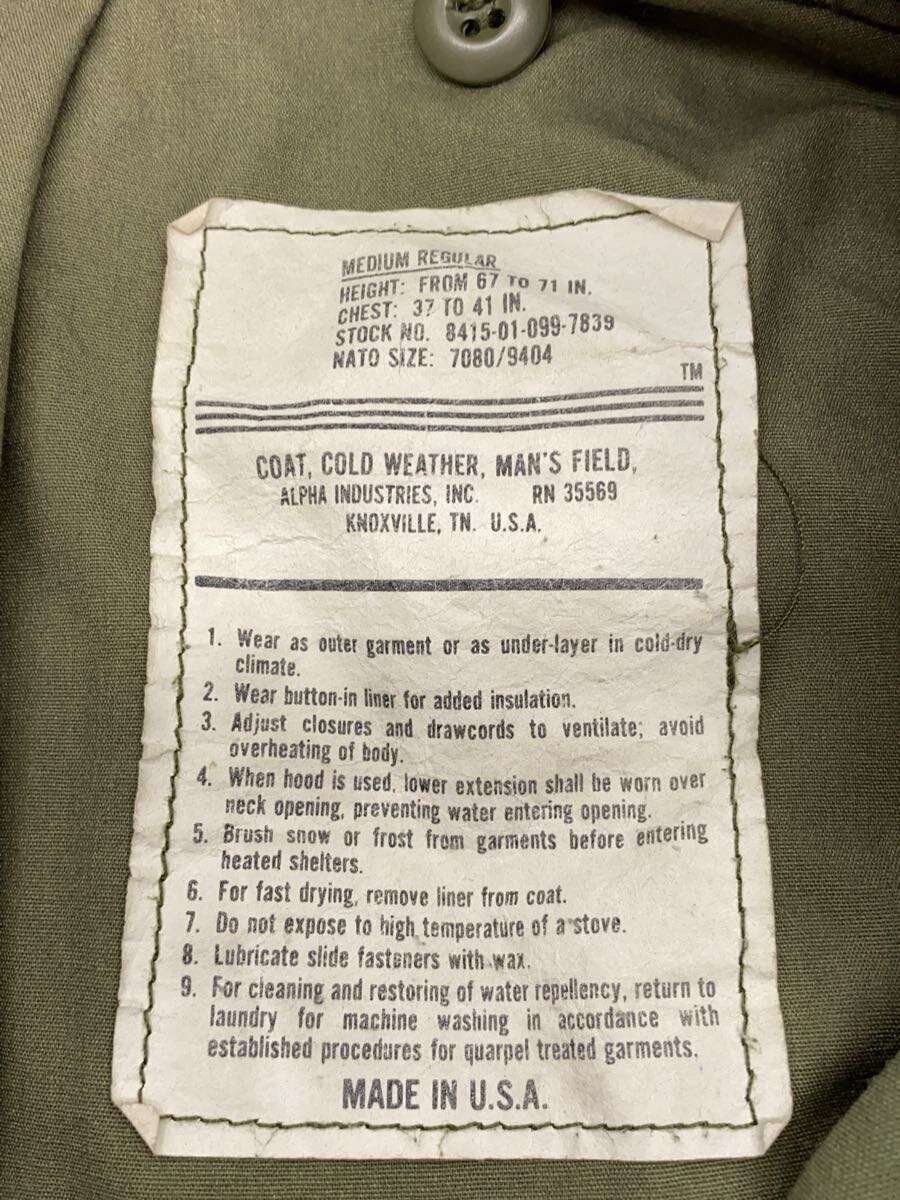 MEDIUM REGULAR
HEIGHT: FROM 67 TO 71 IN.
CHEST: 37 TO 41 IN.
STOCK NO. 8415-01-099-7839
NATO SIZE: 7080/9404
TM
COAT, COLD WEATHER, MAN'S FIELD,
ALPHA INDUSTRIES, INC. RN 35569
KNOXVILLE, TN. U.S.A.
1. Wear as outer garment or as under-layer in cold-dry
climate.
2. Wear button-in liner for added insulation.
3. Adjust closures and drawcords to ventilate; avoid
overheating of body.
4. When hood is used, lower extension shall be worn over
neck opening, preventing water entering opening.
5. Brush snow or frost from garments before entering
heated shelters.
6. For fast drying, remove liner from coat.
7. Do not expose to high temperature of a stove.
8. Lubricate slide fasteners with wax.
9. For cleaning and restoring of water repellency, return to
laundry for machine washing in accordance with
established procedures for quarpel treated garments.
MADE IN U.S.A.